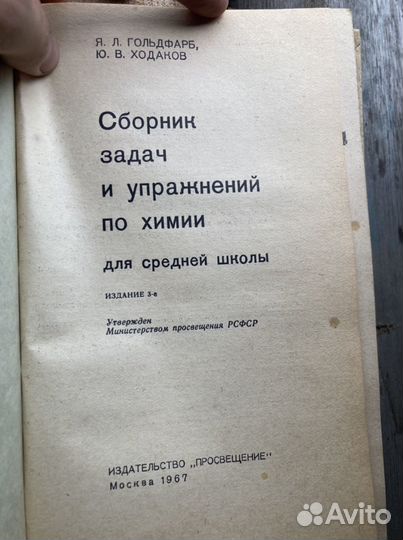 Я. Л. ГОЛЬДФАРБ,
Ю. В. ХОДАКОВ
Сборник
задач
и упражнений
по химии
для средней школы
ИЗДАНИЕ 3-е
Утвержден
Министерством просвещения РСФСР
ИЗДАТЕЛЬСТВО „ПРОСВЕЩЕНИЕ"
Москва 1967
Avito